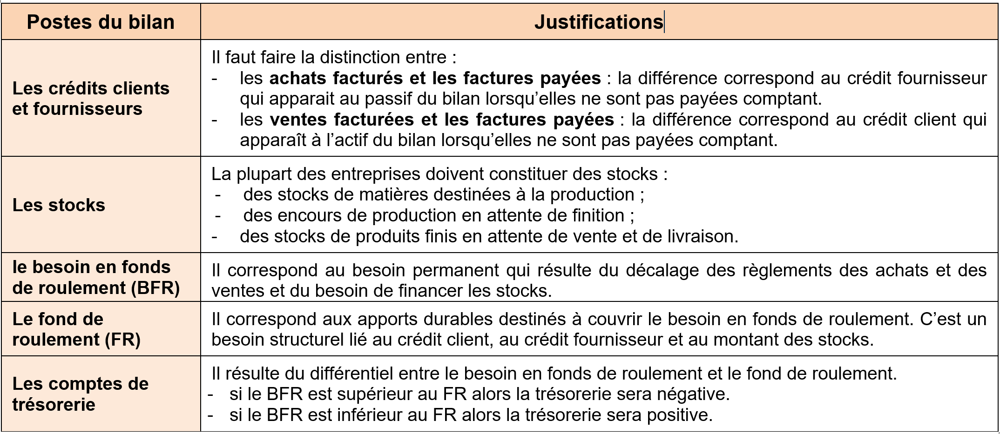 Postes du bilan
Justifications
Les crédits clients
et fournisseurs
Il faut faire la distinction entre :
- les achats facturés et les factures payées : la différence correspond au crédit fournisseur
qui apparait au passif du bilan lorsqu’elles ne sont pas payées comptant.
- les ventes facturées et les factures payées : la différence correspond au crédit client qui
apparaît à l’actif du bilan lorsqu’elles ne sont pas payées comptant.
Les stocks
La plupart des entreprises doivent constituer des stocks :
- des stocks de matières destinées à la production ;
- des encours de production en attente de finition ;
- des stocks de produits finis en attente de vente et de livraison.
le besoin en fonds
de roulement (BFR)
Il correspond au besoin permanent qui résulte du décalage des règlements des achats et des
ventes et du besoin de financer les stocks.
Le fond de
roulement (FR)
Il correspond aux apports durables destinés à couvrir le besoin en fonds de roulement. C’est un
besoin structurel lié au crédit client, au crédit fournisseur et au montant des stocks.
Les comptes de
trésorerie
Il résulte du différentiel entre le besoin en fonds de roulement et le fond de roulement.
- si le BFR est supérieur au FR alors la trésorerie sera négative.
- si le BFR est inférieur au FR alors la trésorerie sera positive.